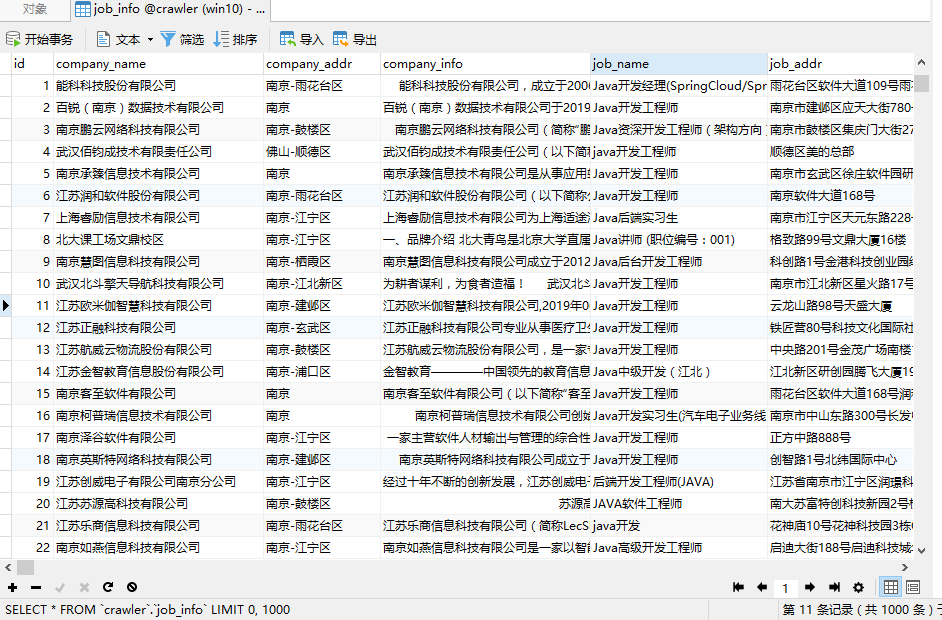 对象 job_info @crawler (win10) - ...
开始事务 文本 筛选 排序 导入 导出
id company_name company_addr company_info job_name job_addr
1 能科科技股份有限公司 南京-雨花台区 能科科技股份有限公司，成立于200 Java开发经理(SpringCloud/Spr 雨花台区软件大道109号雨
2 百锐（南京）数据技术有限公司 南京 百锐（南京）数据技术有限公司于2019 Java开发工程师 南京市建邺区应天大街780
3 南京鹏云网络科技有限公司 南京-鼓楼区 南京鹏云网络科技有限公司（简称“鹏 Java资深开发工程师（架构方向 南京市鼓楼区集庆门大街27
4 武汉佰钧成技术有限责任公司 佛山-顺德区 武汉佰钧成技术有限责任公司（以下简 java开发工程师 顺德区美的总部
5 南京承臻信息技术有限公司 南京 南京承臻信息技术有限公司是从事应用 Java开发工程师 南京市玄武区徐庄软件园研
6 江苏润和软件股份有限公司 南京-雨花台区 江苏润和软件股份有限公司（以下简称 Java开发工程师 南京软件大道168号
7 上海睿励信息技术有限公司 南京-江宁区 上海睿励信息技术有限公司为上海适途 Java后端实习生 南京市江宁区天元东路228
8 北大课工场文鼎校区 南京-江宁区 一、品牌介绍 北大青鸟是北京大学直属 Java讲师 (职位编号：001) 格致路99号文鼎大厦16楼
9 南京慧图信息科技有限公司 南京-栖霞区 南京慧图信息科技有限公司成立于2012 Java后台开发工程师 科创路1号金港科技创业园
10 武汉北斗擎天导航科技有限公司 南京-江北新区 为耕者谋利，为食者造福！ 武汉北斗 Java开发工程师 南京市江北新区星火路17号
11 江苏欧米伽智慧科技有限公司 南京-建邺区 江苏欧米伽智慧科技有限公司,2019年0 Java开发工程师 云龙山路98号天盛大厦
12 江苏正融科技有限公司 南京-玄武区 江苏正融科技有限公司专业从事医疗卫 Java开发工程师 铁匠营80号科技文化国际社
13 江苏航威云物流股份有限公司 南京-鼓楼区 江苏航威云物流股份有限公司，是一家 Java开发工程师 中央路201号金茂广场南楼
14 江苏金智教育信息股份有限公司 南京-浦口区 金智教育————中国领先的教育信息 Java中级开发（江北） 江北新区研创园腾飞大厦19
15 南京客至软件有限公司 南京 南京客至软件有限公司（以下简称“客至 Java开发工程师 雨花台区软件大道168号润
16 南京柯普瑞信息技术有限公司 南京 南京柯普瑞信息技术有限公司创始 Java开发实习生(汽车电子业务线 南京市中山东路300号长发中
17 南京泽谷软件有限公司 南京-江宁区 一家主营软件人材输出与管理的综合性 Java开发工程师 正方中路888号
18 南京英斯特网络科技有限公司 南京-建邺区 南京英斯特网络科技有限公司成立于 Java开发工程师 创智路1号北纬国际中心
19 江苏创威电子有限公司南京分公司 南京-江宁区 经过十年不断的创新发展，江苏创威电子 后端开发工程师(JAVA) 江苏省南京市江宁区润璟科
20 江苏苏源高科技有限公司 南京-鼓楼区 苏源高 JAVA软件工程师 南大苏富特创科技新园2号楼
21 江苏乐商信息科技有限公司 南京-雨花台区 江苏乐商信息科技有限公司（简称LecS java开发 花神庙10号花神科技园3栋
22 南京如燕信息科技有限公司 南京-江宁区 南京如燕信息科技有限公司是一家以智 Java高级开发工程师 启迪大街188号启迪科技城
1
SELECT * FROM `crawler`.`job_info` LIMIT 0, 1000 第 11 条记录 (共 1000 条) 于